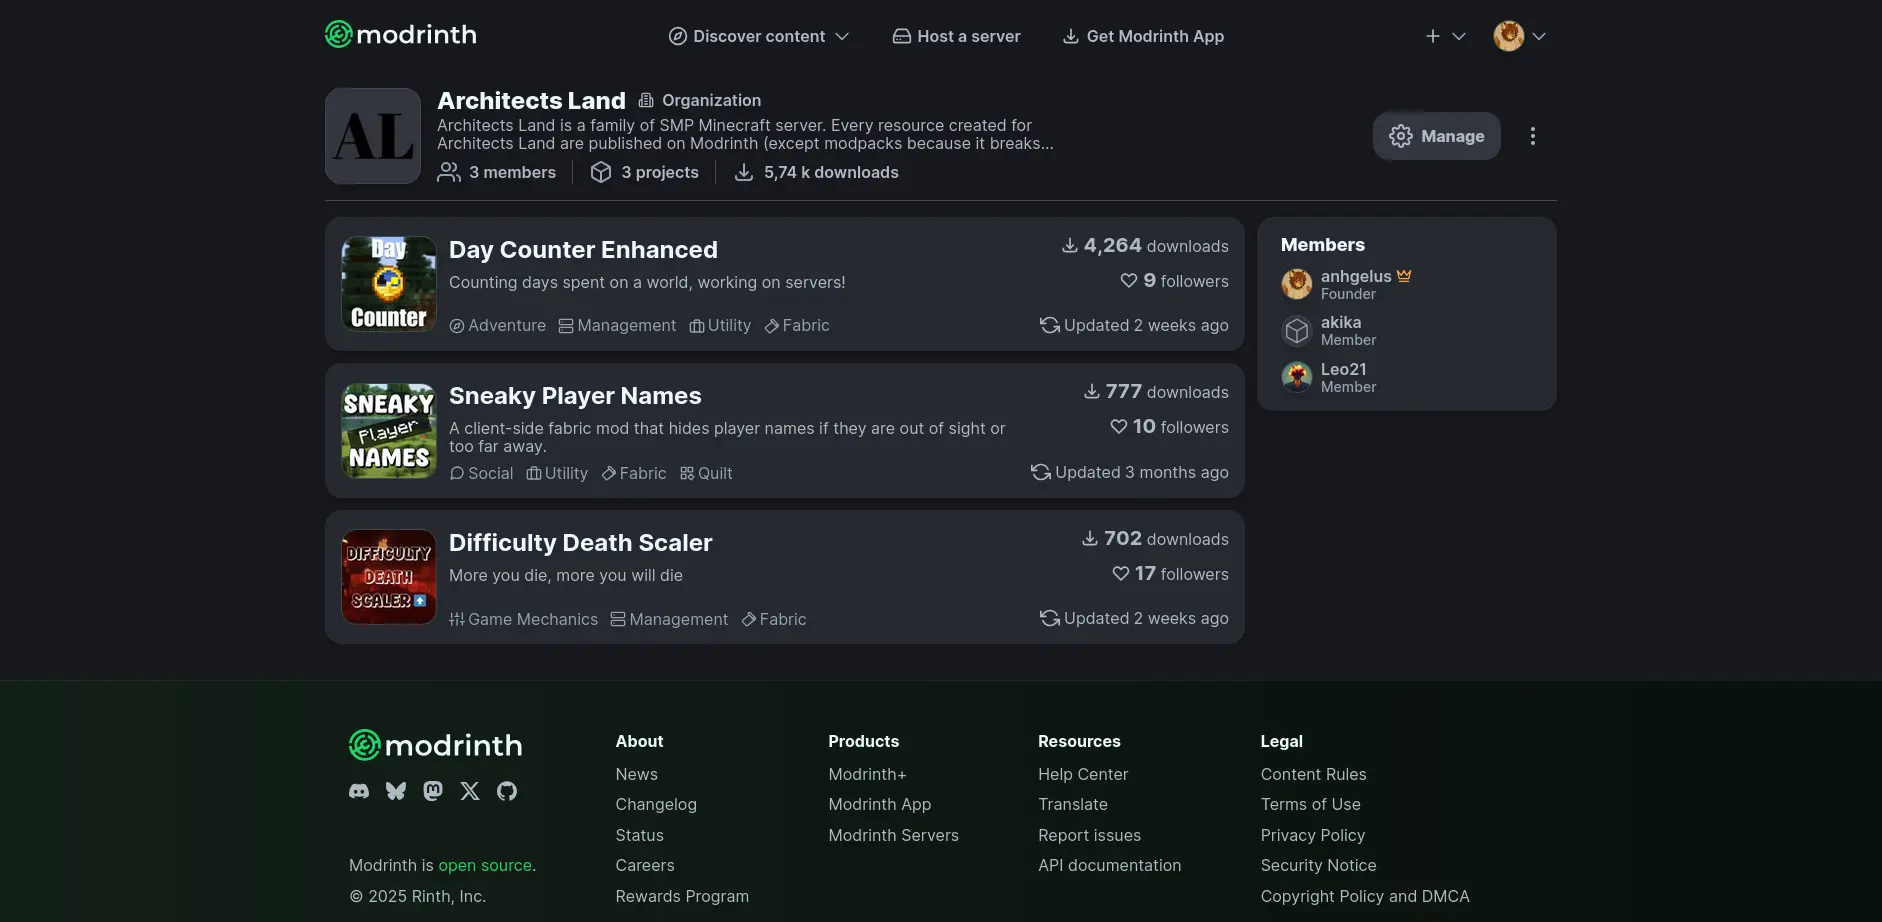 modrinth
Discover content
Host a server
Get Modrinth App
AL
Architects Land
Organization
Architects Land is a family of SMP Minecraft server. Every resource created for
Architects Land are published on Modrinth (except modpacks because it breaks...
3 members
3 projects
5,74 k downloads
Manage
Day
Counter
Day Counter Enhanced
Counting days spent on a world, working on servers!
Adventure Management Utility Fabric
4,264 downloads
9 followers
Updated 2 weeks ago
SNEAKY
Player
NAMES
Sneaky Player Names
A client-side fabric mod that hides player names if they are out of sight or
too far away.
Social Utility Fabric Quilt
777 downloads
10 followers
Updated 3 months ago
DIFFICULTY
DEATH
SCALER
Difficulty Death Scaler
More you die, more you will die
Game Mechanics Management Fabric
702 downloads
17 followers
Updated 2 weeks ago
Members
anhgelus
Founder
akika
Member
Leo21
Member
modrinth
Modrinth is open source.
© 2025 Rinth, Inc.
About
News
Changelog
Status
Careers
Rewards Program
Products
Modrinth+
Modrinth App
Modrinth Servers
Resources
Help Center
Translate
Report issues
API documentation
Legal
Content Rules
Terms of Use
Privacy Policy
Security Notice
Copyright Policy and DMCA